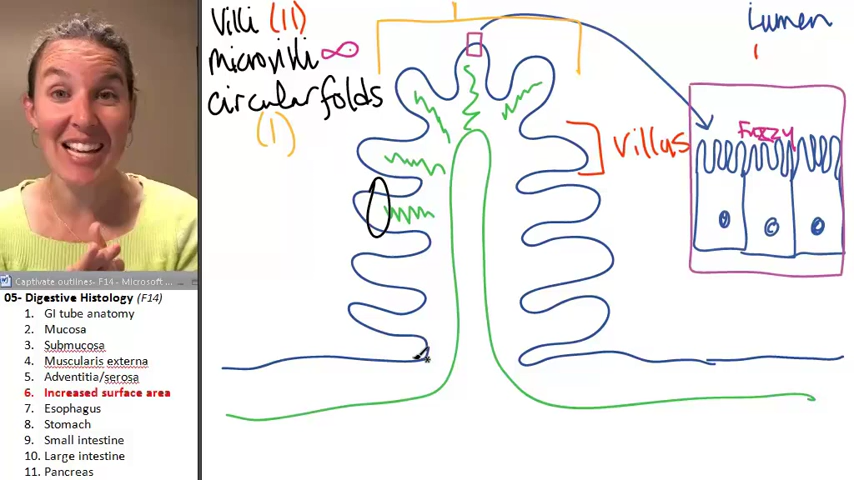 Villi (11)
microvilli ∞
circular folds
(1)
Lumen
Villus
Fuzzy
Captivate outlines- F14 - Microsoft ...
05- Digestive Histology (F14)
1. GI tube anatomy
2. Mucosa
3. Submucosa
4. Muscularis externa
5. Adventitia/serosa
6. Increased surface area
7. Esophagus
8. Stomach
9. Small intestine
10. Large intestine
11. Pancreas